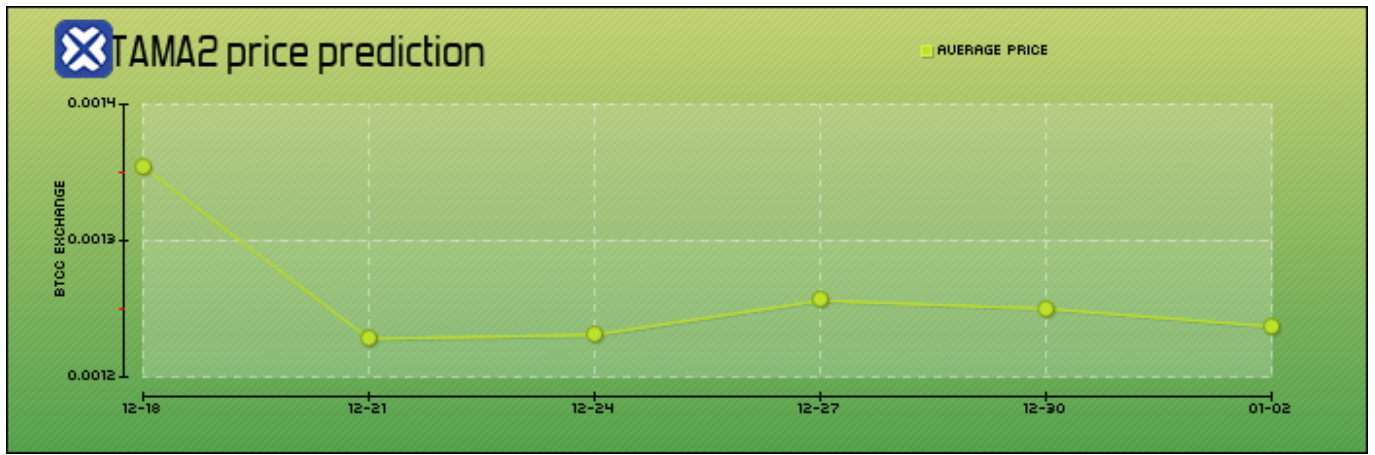 TAMA2 price prediction
AVERAGE PRICE
0.0014
0.0013
0.0012
BTCC EXCHANGE
12-18 12-21 12-24 12-27 12-30 01-02